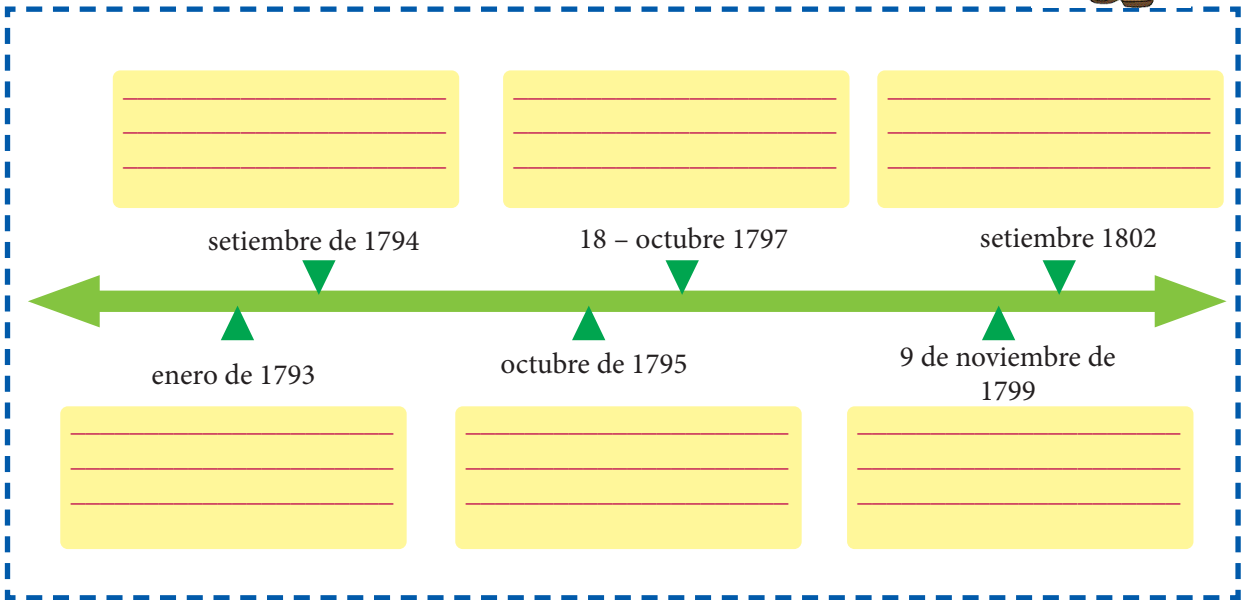 setiembre de 1794
18 – octubre 1797
setiembre 1802
enero de 1793
octubre de 1795
9 de noviembre de
1799